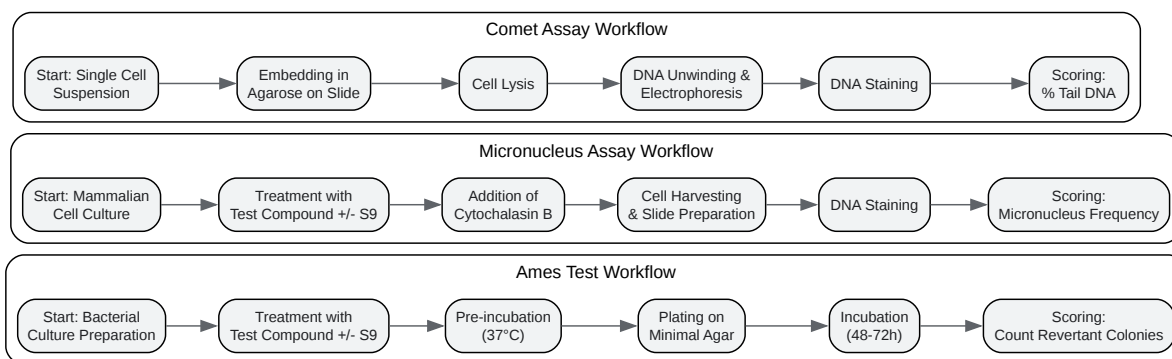 Comet Assay Workflow
Start: Single Cell
Suspension
Embedding in
Agarose on Slide
Cell Lysis
DNA Unwinding &
Electrophoresis
DNA Staining
Scoring:
% Tail DNA
Micronucleus Assay Workflow
Start: Mammalian
Cell Culture
Treatment with
Test Compound +/- S9
Addition of
Cytochalasin B
Cell Harvesting
& Slide Preparation
DNA Staining
Scoring:
Micronucleus Frequency
Ames Test Workflow
Start: Bacterial
Culture Preparation
Treatment with
Test Compound +/- S9
Pre-incubation
(37°C)
Plating on
Minimal Agar
Incubation
(48-72h)
Scoring:
Count Revertant Colonies